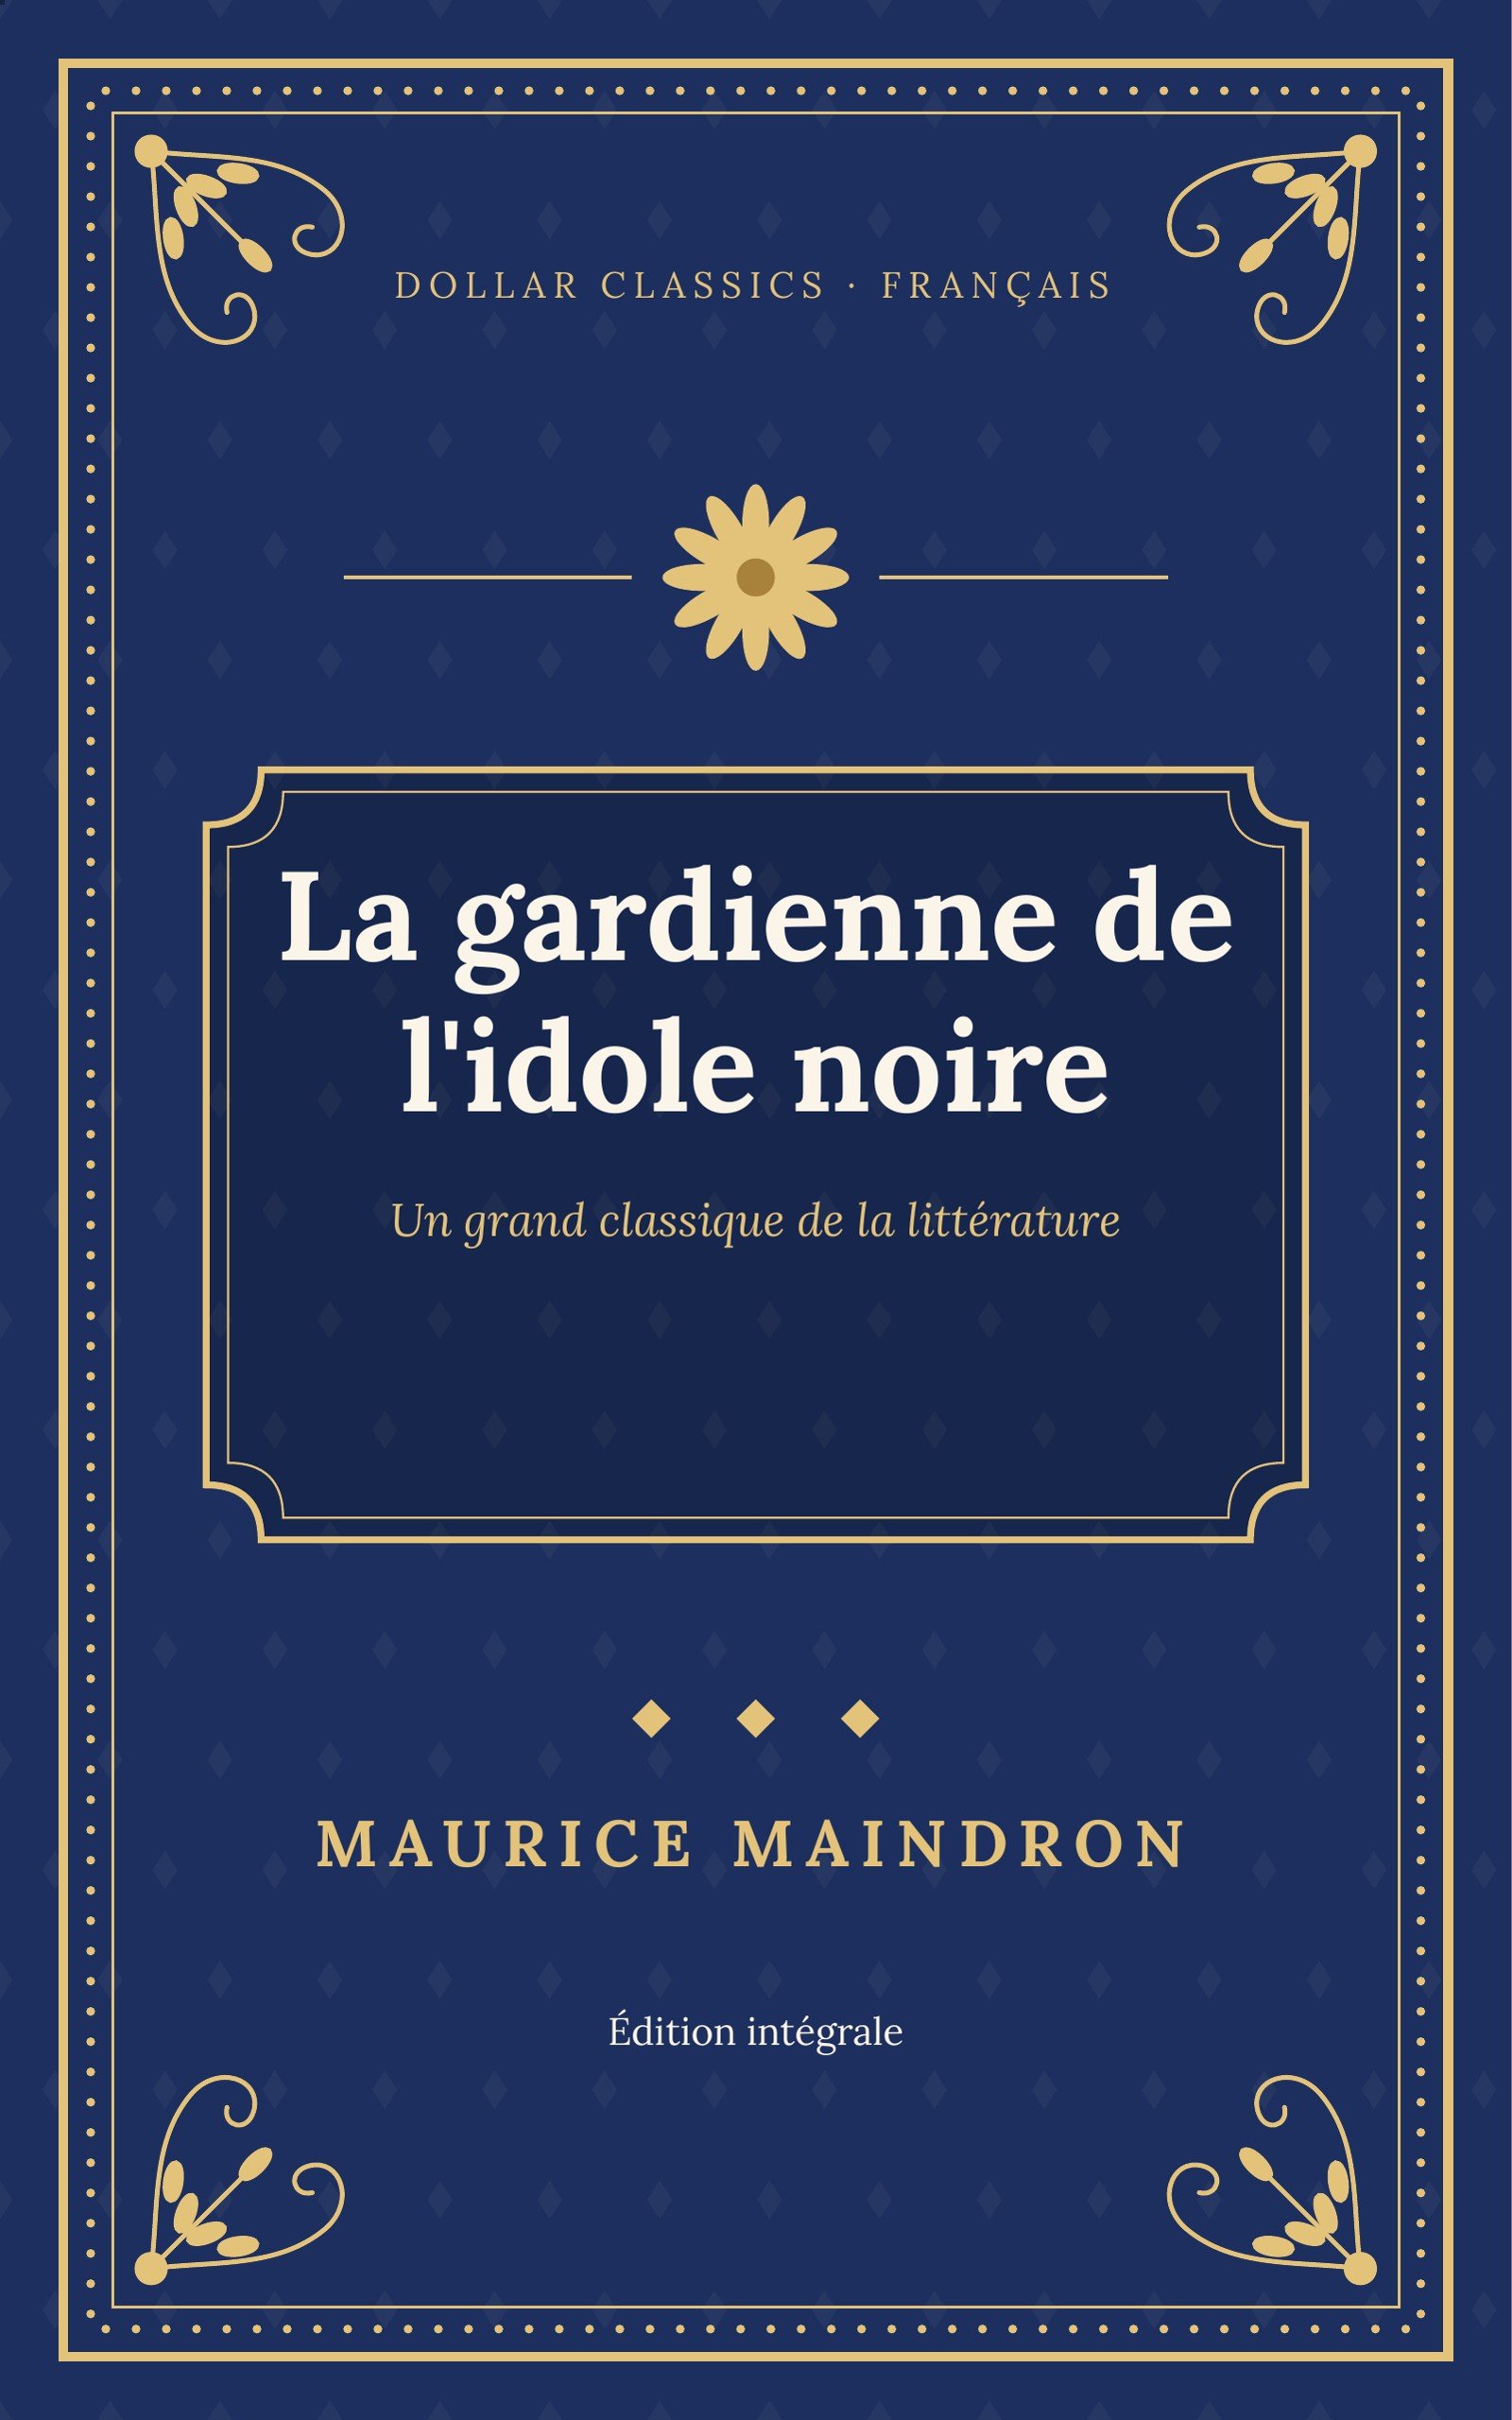 DOLLAR CLASSICS · FRANÇAIS
La gardienne de
l'idole noire
Un grand classique de la littérature
MAURICE MAINDRON
Édition intégrale